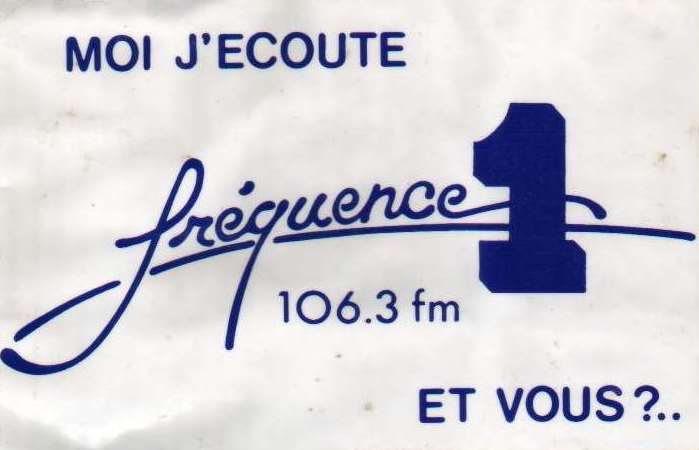 MOI J'ECOUTE
fréquence 1
106.3 fm
ET VOUS?..